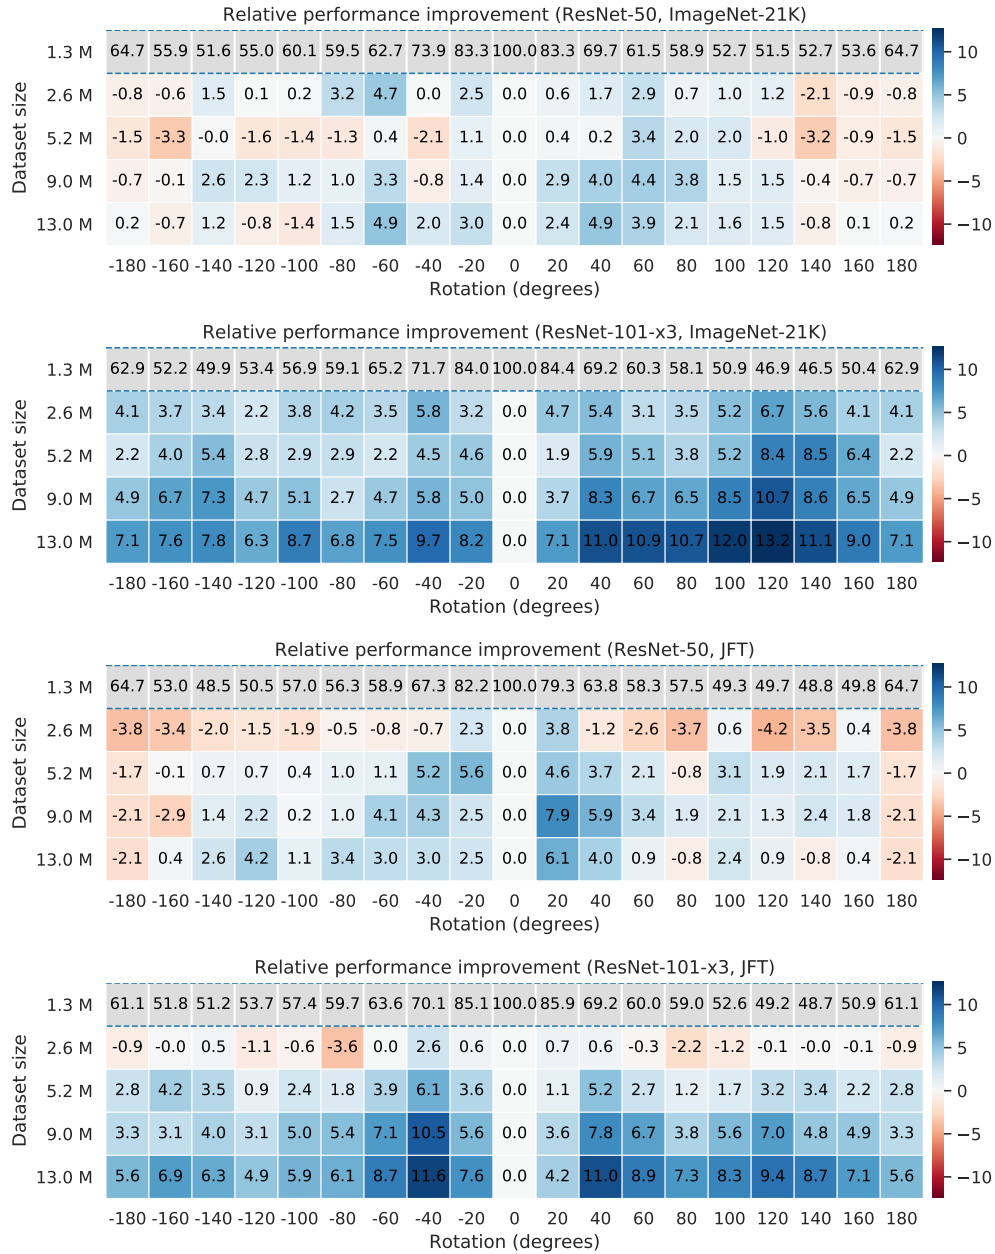 Relative performance improvement (ResNet-50, ImageNet-21K)
1.3 M 64.7 55.9 51.6 55.0 60.1 59.5 62.7 73.9 83.3 100.0 83.3 69.7 61.5 58.9 52.7 51.5 52.7 53.6 64.7
2.6 M -0.8 -0.6 1.5 0.1 0.2 3.2 4.7 0.0 2.5 0.0 0.6 1.7 2.9 0.7 1.0 1.2 -2.1 -0.9 -0.8
5.2 M -1.5 -3.3 -0.0 -1.6 -1.4 -1.3 0.4 -2.1 1.1 0.0 0.4 0.2 3.4 2.0 2.0 -1.0 -3.2 -0.9 -1.5
9.0 M -0.7 -0.1 2.6 2.3 1.2 1.0 3.3 -0.8 1.4 0.0 2.9 4.0 4.4 3.8 1.5 1.5 -0.4 -0.7 -0.7
13.0 M 0.2 -0.7 1.2 -0.8 -1.4 1.5 4.9 2.0 3.0 0.0 2.4 4.9 3.9 2.1 1.6 1.5 -0.8 0.1 0.2
-180 -160 -140 -120 -100 -80 -60 -40 -20 0 20 40 60 80 100 120 140 160 180
Rotation (degrees)
Dataset size
10
5
0
−5
−10
Relative performance improvement (ResNet-101-x3, ImageNet-21K)
1.3 M 62.9 52.2 49.9 53.4 56.9 59.1 65.2 71.7 84.0 100.0 84.4 69.2 60.3 58.1 50.9 46.9 46.5 50.4 62.9
2.6 M 4.1 3.7 3.4 2.2 3.8 4.2 3.5 5.8 3.2 0.0 4.7 5.4 3.1 3.5 5.2 6.7 5.6 4.1 4.1
5.2 M 2.2 4.0 5.4 2.8 2.9 2.9 2.2 4.5 4.6 0.0 1.9 5.9 5.1 3.8 5.2 8.4 8.5 6.4 2.2
9.0 M 4.9 6.7 7.3 4.7 5.1 2.7 4.7 5.8 5.0 0.0 3.7 8.3 6.7 6.5 8.5 10.7 8.6 6.5 4.9
13.0 M 7.1 7.6 7.8 6.3 8.7 6.8 7.5 9.7 8.2 0.0 7.1 11.0 10.9 10.7 12.0 13.2 11.1 9.0 7.1
-180 -160 -140 -120 -100 -80 -60 -40 -20 0 20 40 60 80 100 120 140 160 180
Rotation (degrees)
Dataset size
10
5
0
−5
−10
Relative performance improvement (ResNet-50, JFT)
1.3 M 64.7 53.0 48.5 50.5 57.0 56.3 58.9 67.3 82.2 100.0 79.3 63.8 58.3 57.5 49.3 49.7 48.8 49.8 64.7
2.6 M -3.8 -3.4 -2.0 -1.5 -1.9 -0.5 -0.8 -0.7 2.3 0.0 3.8 -1.2 -2.6 -3.7 0.6 -4.2 -3.5 0.4 -3.8
5.2 M -1.7 -0.1 0.7 0.7 0.4 1.0 1.1 5.2 5.6 0.0 4.6 3.7 2.1 -0.8 3.1 1.9 2.1 1.7 -1.7
9.0 M -2.1 -2.9 1.4 2.2 0.2 1.0 4.1 4.3 2.5 0.0 7.9 5.9 3.4 1.9 2.1 1.3 2.4 1.8 -2.1
13.0 M -2.1 0.4 2.6 4.2 1.1 3.4 3.0 3.0 2.5 0.0 6.1 4.0 0.9 -0.8 2.4 0.9 -0.8 0.4 -2.1
-180 -160 -140 -120 -100 -80 -60 -40 -20 0 20 40 60 80 100 120 140 160 180
Rotation (degrees)
Dataset size
10
5
0
−5
−10
Relative performance improvement (ResNet-101-x3, JFT)
1.3 M 61.1 51.8 51.2 53.7 57.4 59.7 63.6 70.1 85.1 100.0 85.9 69.2 60.0 59.0 52.6 49.2 48.7 50.9 61.1
2.6 M -0.9 -0.0 0.5 -1.1 -0.6 -3.6 0.0 2.6 0.6 0.0 0.7 0.6 -0.3 -2.2 -1.2 -0.1 -0.0 -0.1 -0.9
5.2 M 2.8 4.2 3.5 0.9 2.4 1.8 3.9 6.1 3.6 0.0 1.1 5.2 2.7 1.2 1.7 3.2 3.4 2.2 2.8
9.0 M 3.3 3.1 4.0 3.1 5.0 5.4 7.1 10.5 5.6 0.0 3.6 7.8 6.7 3.8 5.6 7.0 4.8 4.9 3.3
13.0 M 5.6 6.9 6.3 4.9 5.9 6.1 8.7 11.6 7.6 0.0 4.2 11.0 8.9 7.3 8.3 9.4 8.7 7.1 5.6
-180 -160 -140 -120 -100 -80 -60 -40 -20 0 20 40 60 80 100 120 140 160 180
Rotation (degrees)
Dataset size
10
5
0
−5
−10